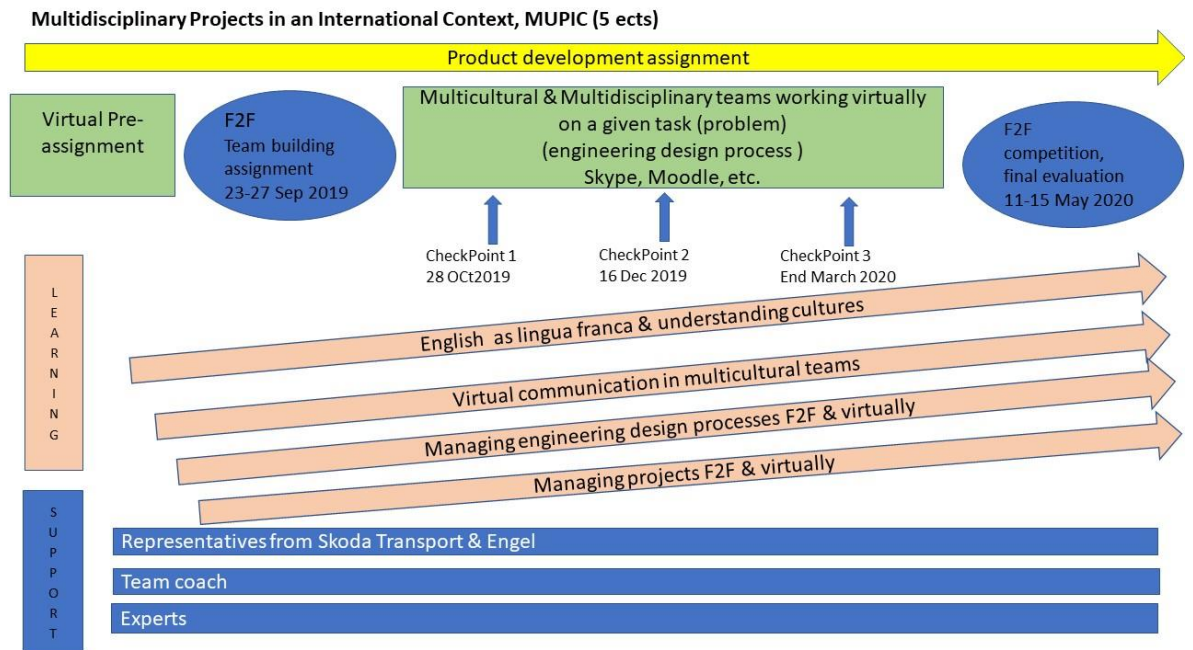 Multidisciplinary Projects in an International Context, MUPIC (5 ects)
Product development assignment
Virtual Pre-
assignment
F2F
Team building
assignment
23-27 Sep 2019
Multicultural & Multidisciplinary teams working virtually
on a given task (problem)
(engineering design process )
Skype, Moodle, etc.
F2F
competition,
final evaluation
11-15 May 2020
CheckPoint 1
28 OCt2019
CheckPoint 2
16 Dec 2019
CheckPoint 3
End March 2020
LEARNING
English as lingua franca & understanding cultures
Virtual communication in multicultural teams
Managing engineering design processes F2F & virtually
Managing projects F2F & virtually
SUPPORT
Representatives from Skoda Transport & Engel
Team coach
Experts